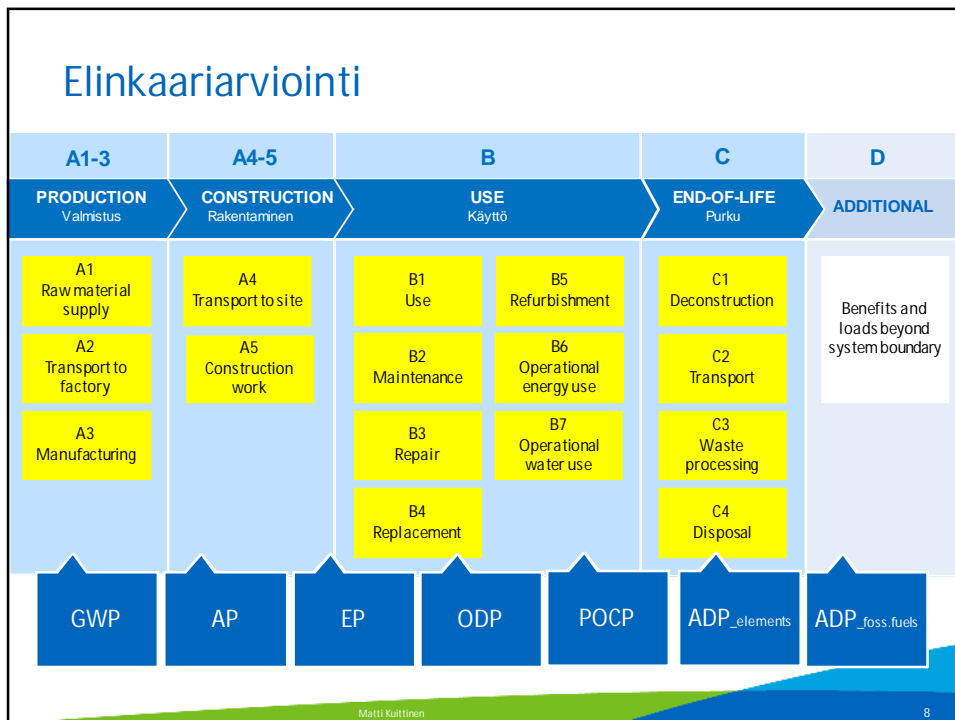 Elinkaariarviointi
A1-3
A4-5
B
C
D
PRODUCTION
Valmistus
CONSTRUCTION
Rakentaminen
USE
Käyttö
END-OF-LIFE
Purku
ADDITIONAL
A1
Raw material
supply
A2
Transport to
factory
A3
Manufacturing
A4
Transport to site
A5
Construction
work
B1
Use
B2
Maintenance
B3
Repair
B4
Replacement
B5
Refurbishment
B6
Operational
energy use
B7
Operational
water use
C1
Deconstruction
C2
Transport
C3
Waste
processing
C4
Disposal
Benefits and
loads beyond
system boundary
GWP
AP
EP
ODP
POCP
ADP_elements
ADP_foss.fuels
Matti Kuittinen
8